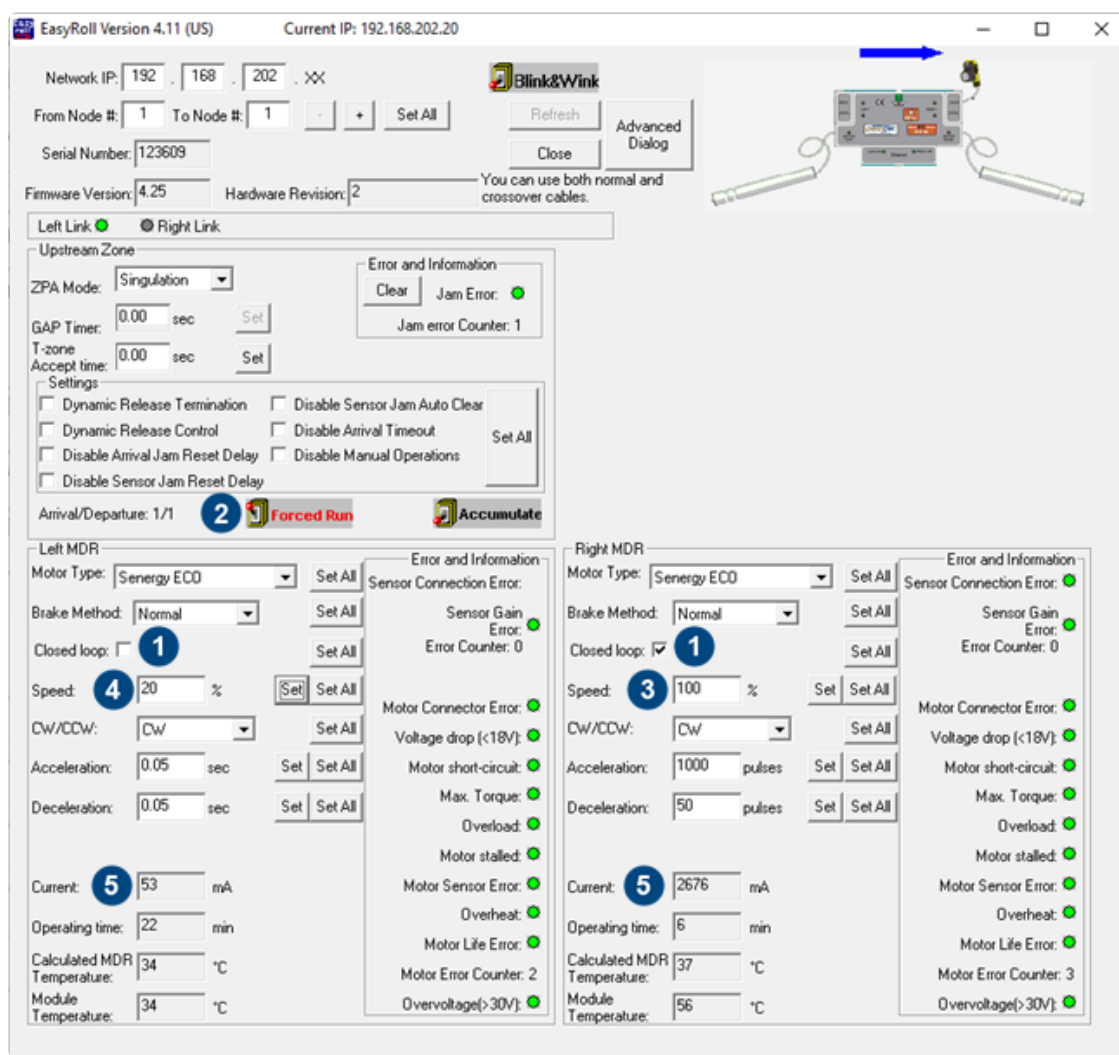 EasyRoll Version 4.11 (US) Current IP: 192.168.202.20
Network IP: 192 . 168 . 202 . XX
Blink&Wink
From Node #: 1 To Node #: 1 - + Set All
Refresh
Advanced Dialog
Serial Number: 123609
Close
Firmware Version: 4.25 Hardware Revision: 2
You can use both normal and
crossover cables.
Left Link Right Link
Upstream Zone
ZPA Mode: Singulation
Error and Information
Clear Jam Error:
Jam error Counter: 1
GAP Timer: 0.00 sec Set
T-zone
Accept time: 0.00 sec Set
Settings
Dynamic Release Termination Disable Sensor Jam Auto Clear
Dynamic Release Control Disable Arrival Timeout
Set All
Disable Arrival Jam Reset Delay Disable Manual Operations
Disable Sensor Jam Reset Delay
Arrival/Departure: 1/1 2 Forced Run Accumulate
Left MDR
Motor Type: Senergy ECO Set All
Brake Method: Normal Set All
Closed loop: 1 Set All
Speed: 4 20 % Set Set All
CW/CCW: CW Set All
Acceleration: 0.05 sec Set Set All
Deceleration: 0.05 sec Set Set All
Current: 5 53 mA
Operating time: 22 min
Calculated MDR
Temperature: 34 °C
Module
Temperature: 34 °C
Error and Information
Sensor Connection Error:
Sensor Gain
Error:
Error Counter: 0
Motor Connector Error:
Voltage drop (<18V):
Motor short-circuit:
Max. Torque:
Overload:
Motor stalled:
Motor Sensor Error:
Overheat:
Motor Life Error:
Motor Error Counter: 2
Overvoltage(>30V):
Right MDR
Motor Type: Senergy ECO Set All
Brake Method: Normal Set All
Closed loop: 1 Set All
Speed: 3 100 % Set Set All
CW/CCW: CW Set All
Acceleration: 1000 pulses Set Set All
Deceleration: 50 pulses Set Set All
Current: 5 2676 mA
Operating time: 6 min
Calculated MDR
Temperature: 37 °C
Module
Temperature: 56 °C
Error and Information
Sensor Connection Error:
Sensor Gain
Error:
Error Counter: 0
Motor Connector Error:
Voltage drop (<18V):
Motor short-circuit:
Max. Torque:
Overload:
Motor stalled:
Motor Sensor Error:
Overheat:
Motor Life Error:
Motor Error Counter: 3
Overvoltage(>30V):